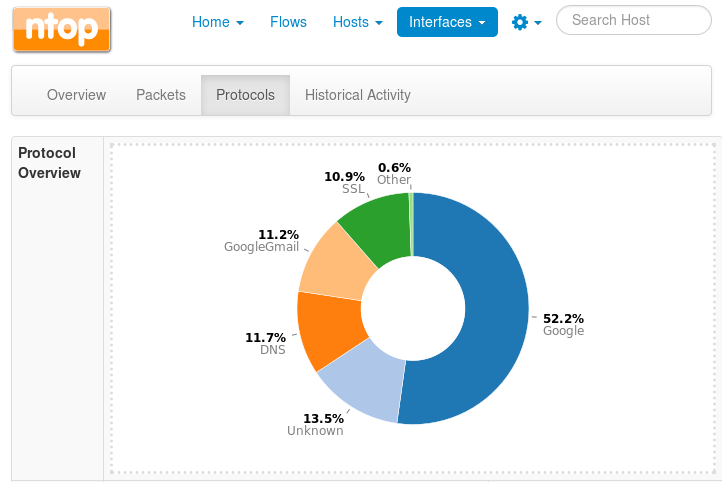 ntop
Home Flows Hosts Interfaces Search Host
Overview Packets Protocols Historical Activity
Protocol
Overview
0.6%
Other
10.9%
SSL
11.2%
GoogleGmail
52.2%
Google
11.7%
DNS
13.5%
Unknown